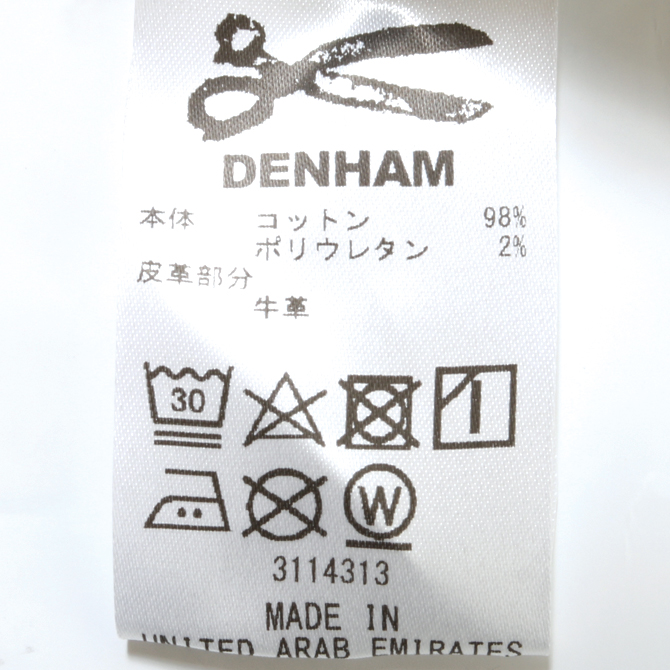 DENHAM
本体 コットン 98%
ポリウレタン 2%
皮革部分
牛革
30
W
3114313
MADE IN
UNITED ARAB EMIRATES